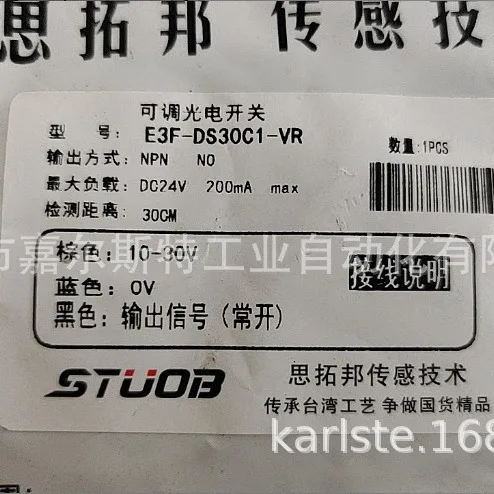 思拓邦 传感技
可调光电开关
型 号: E3F-DS30C1-VR
数量:1PCS
输出方式: NPN NO
最大负载: DC24V 200mA max
检测距离: 30CM
市嘉尔斯特工业自动化有限
棕色:10-30V
蓝色:0V
黑色:输出信号(常开)
接线说明
STUOB
思拓邦传感技术
传承台湾工艺 争做国货精品
karlste.168